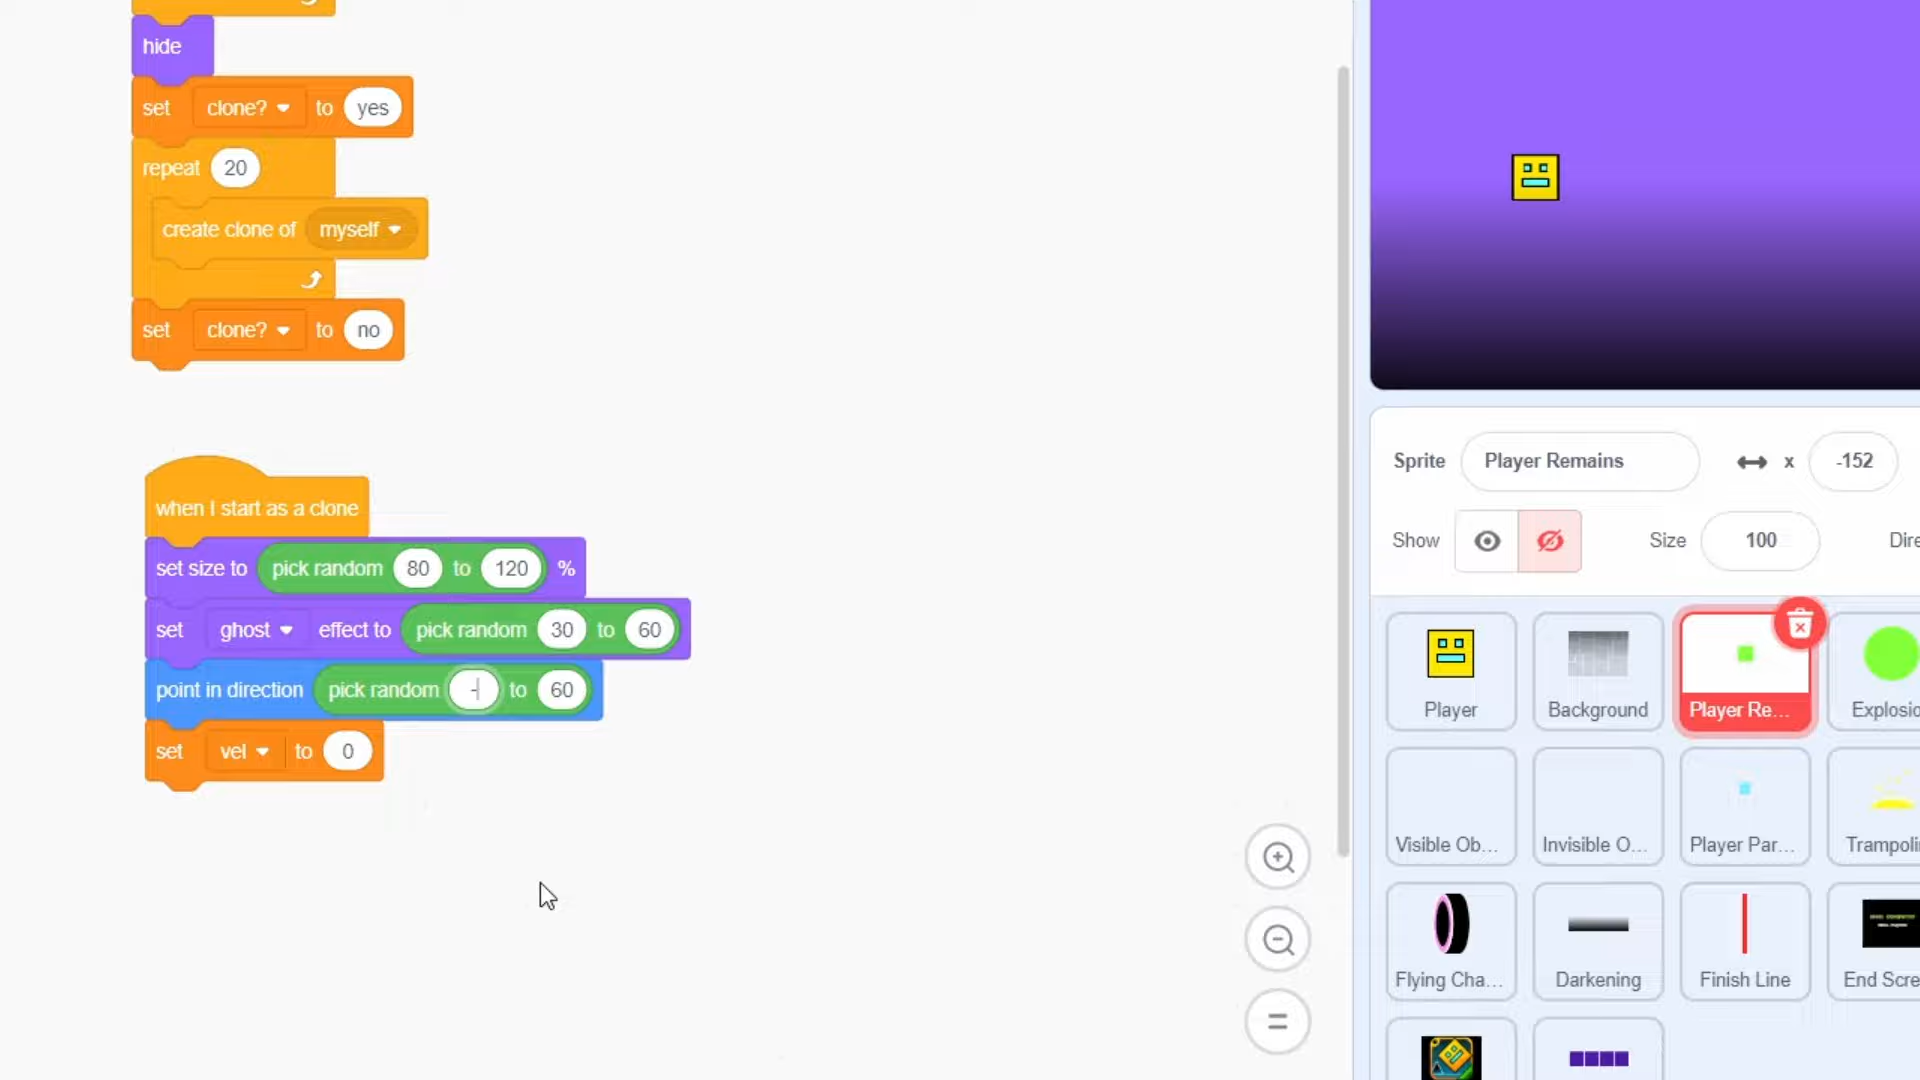 hide
set clone? to yes
repeat 20
create clone of myself
set clone? to no
when I start as a clone
set size to pick random 80 to 120 %
set ghost effect to pick random 30 to 60
point in direction pick random - to 60
set vel to 0
Sprite Player Remains x -152
Show Size 100 Dire
Player Background Player Re... Explosio
Visible Ob... Invisible O... Player Par... Trampoli
Flying Cha... Darkening Finish Line End Scre